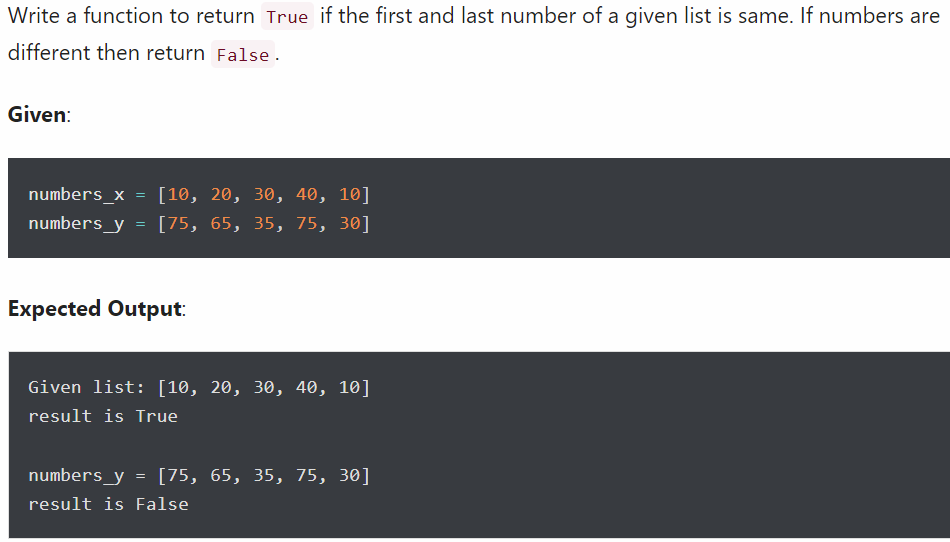 Write a function to return True if the first and last number of a given list is same. If numbers are
different then return False.
Given:
numbers_x = [10, 20, 30, 40, 10]
numbers_y = [75, 65, 35, 75, 30]
Expected Output:
Given list: [10, 20, 30, 40, 10]
result is True
numbers_y = [75, 65, 35, 75, 30]
result is False